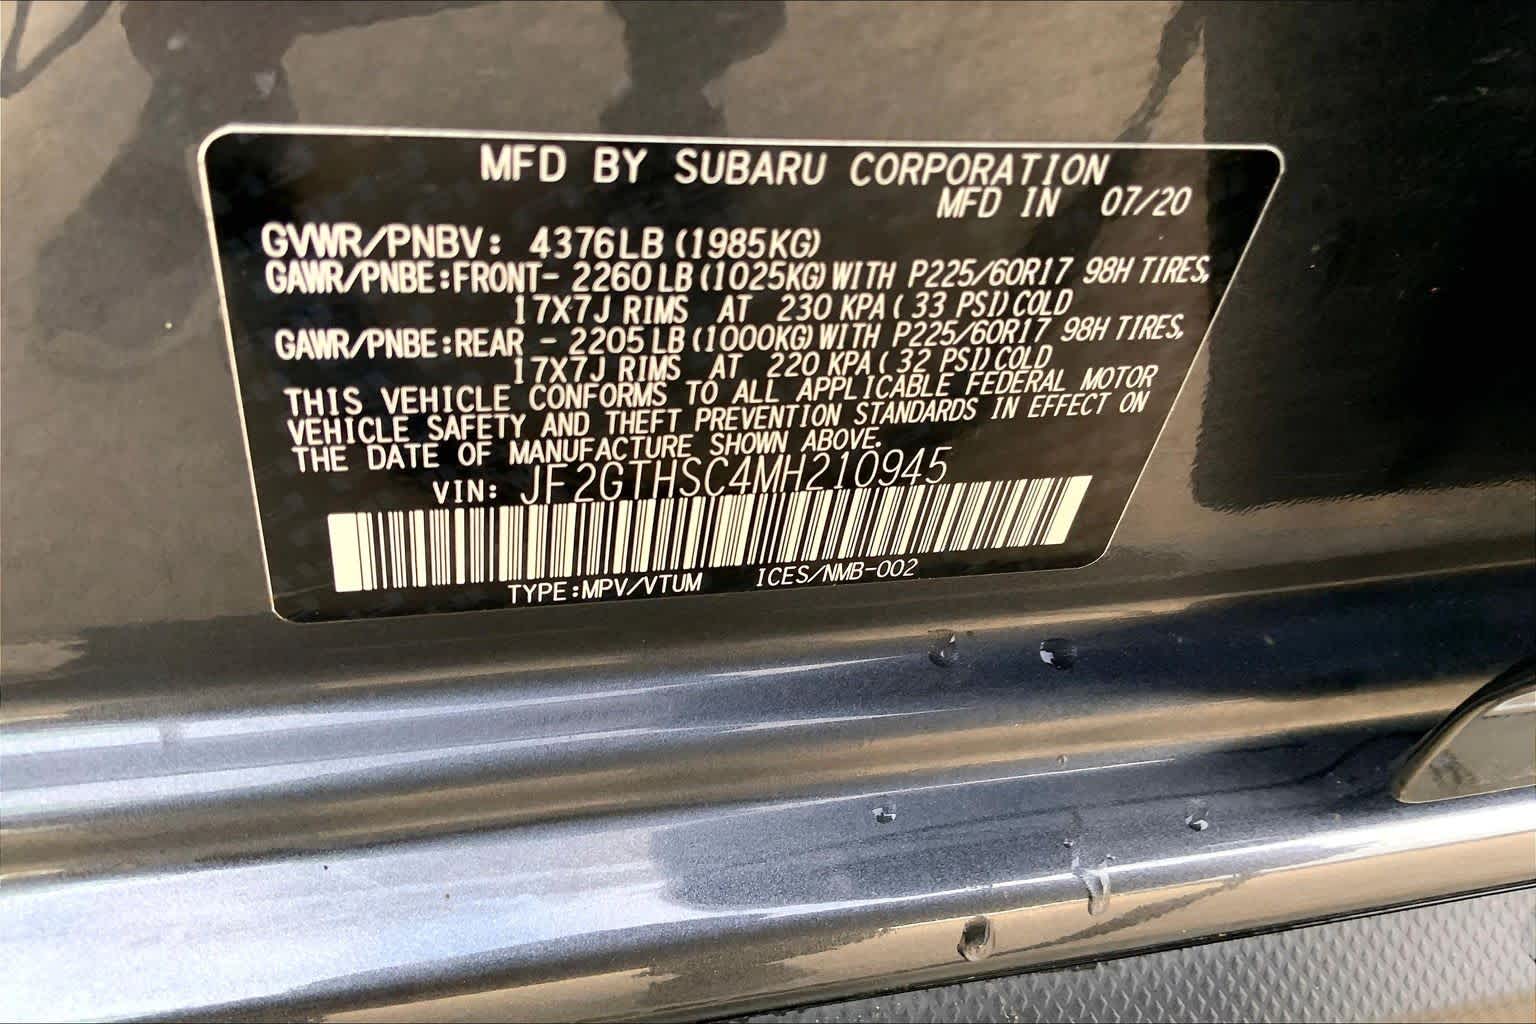 MFD BY SUBARU CORPORATION
MFD IN 07/20
GVWR/PNBV: 4376LB (1985KG)
GAWR/PNBE:FRONT- 2260 LB (1025KG) WITH P225/60R17 98H TIRES,
17X7J RIMS AT 230 KPA ( 33 PSI) COLD
GAWR/PNBE:REAR - 2205 LB (1000KG) WITH P225/60R17 98H TIRES,
17X7J RIMS AT 220 KPA ( 32 PSI) COLD
THIS VEHICLE CONFORMS TO ALL APPLICABLE FEDERAL MOTOR
VEHICLE SAFETY AND THEFT PREVENTION STANDARDS IN EFFECT ON
THE DATE OF MANUFACTURE SHOWN ABOVE.
VIN: JF2GTHSC4MH210945
TYPE:MPV/VTUM ICES/NMB-002